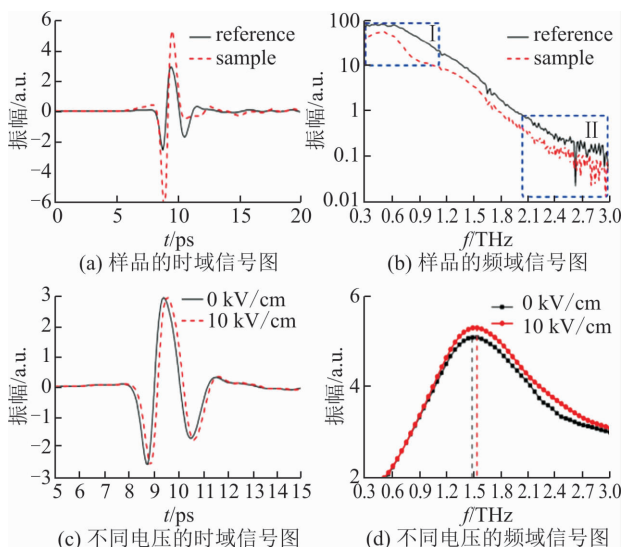 振幅/a.u.
6
4
2
0
−2
−4
−6
reference
sample
0 5 10 15 20
t/ps
(a) 样品的时域信号图
振幅/a.u.
100
10
1
0.1
0.01
reference
sample
I
II
0.3 0.6 0.9 1.2 1.5 1.8 2.1 2.4 2.7 3.0
f/THz
(b) 样品的频域信号图
振幅/a.u.
3
2
1
0
−1
−2
3
0 kV/cm
10 kV/cm
5 6 7 8 9 10 11 12 13 14 15
t/ps
(c) 不同电压的时域信号图
振幅/a.u.
6
4
2
0 kV/cm
10 kV/cm
0.3 0.6 0.9 1.2 1.5 1.8 2.1 2.4 2.7 3.0
f/THz
(d) 不同电压的频域信号图